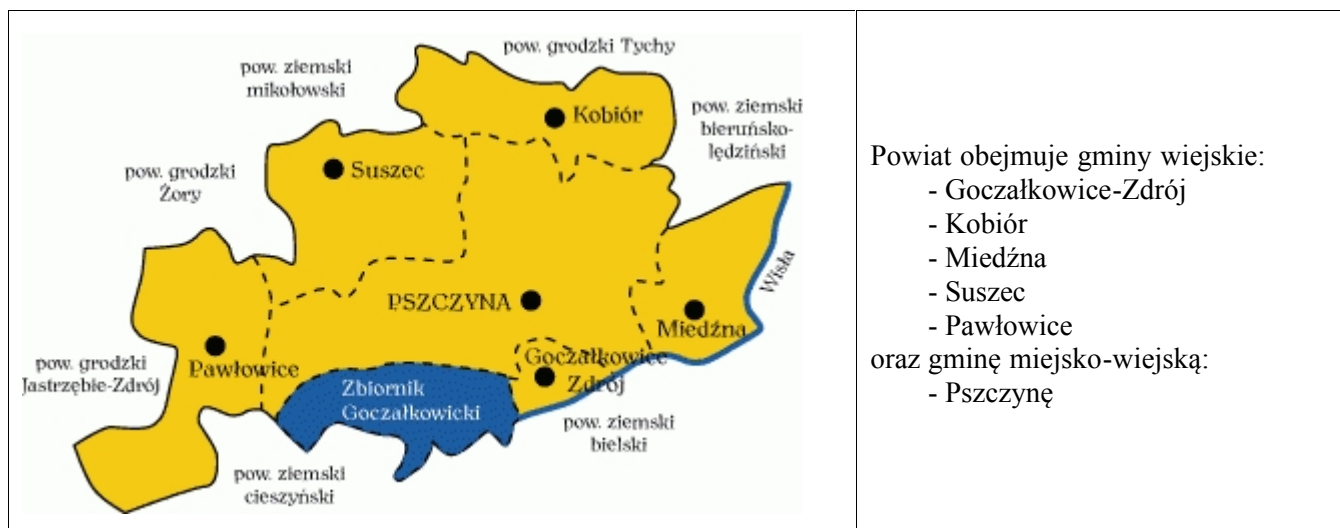 pow. grodzki Tychy
pow. ziemski
mikołowski
Kobiór
pow. ziemski
bieruńsko-
lędziński
pow. grodzki
Żory
Suszec
Wisła
PSZCZYNA
Miedźna
pow. grodzki
Jastrzębie-Zdrój
Pawłowice
Goczałkowice
Zdrój
Zbiornik
Goczałkowicki
pow. ziemski
bielski
pow. ziemski
cieszyński
Powiat obejmuje gminy wiejskie:
- Goczałkowice-Zdrój
- Kobiór
- Miedźna
- Suszec
- Pawłowice
oraz gminę miejsko-wiejską:
- Pszczynę